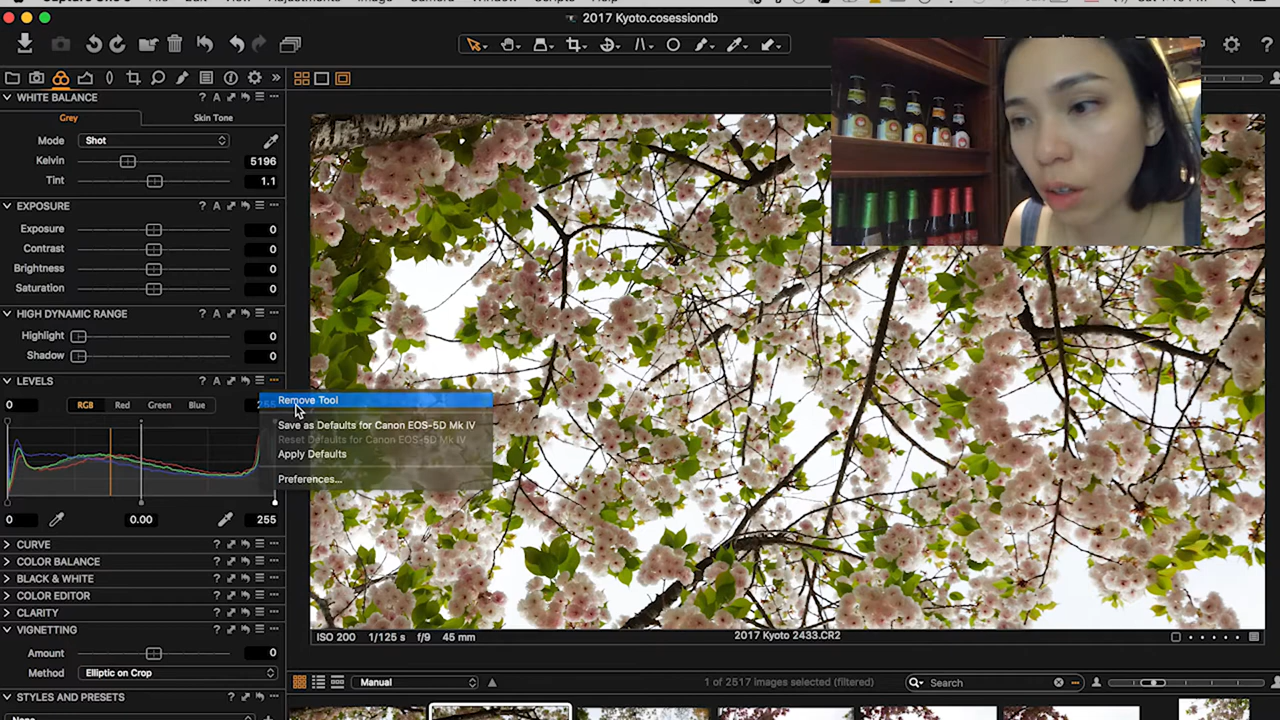 2017 Kyoto.cosessiondb
WHITE BALANCE
Grey
Skin Tone
Mode
Shot
Kelvin
5196
Tint
1.1
EXPOSURE
Exposure
0
Contrast
0
Brightness
0
Saturation
0
HIGH DYNAMIC RANGE
Highlight
0
Shadow
0
LEVELS
0
RGB
Red
Green
Blue
255
Remove Tool
Save as Defaults for Canon EOS-5D Mk IV
Reset Defaults for Canon EOS-5D Mk IV
Apply Defaults
Preferences...
0
0.00
255
CURVE
COLOR BALANCE
BLACK & WHITE
COLOR EDITOR
CLARITY
VIGNETTING
Amount
0
Method
Elliptic on Crop
STYLES AND PRESETS
ISO 200 1/125 s f/9 45 mm
2017 Kyoto 2433.CR2
Manual
1 of 2517 images selected (filtered)
Search